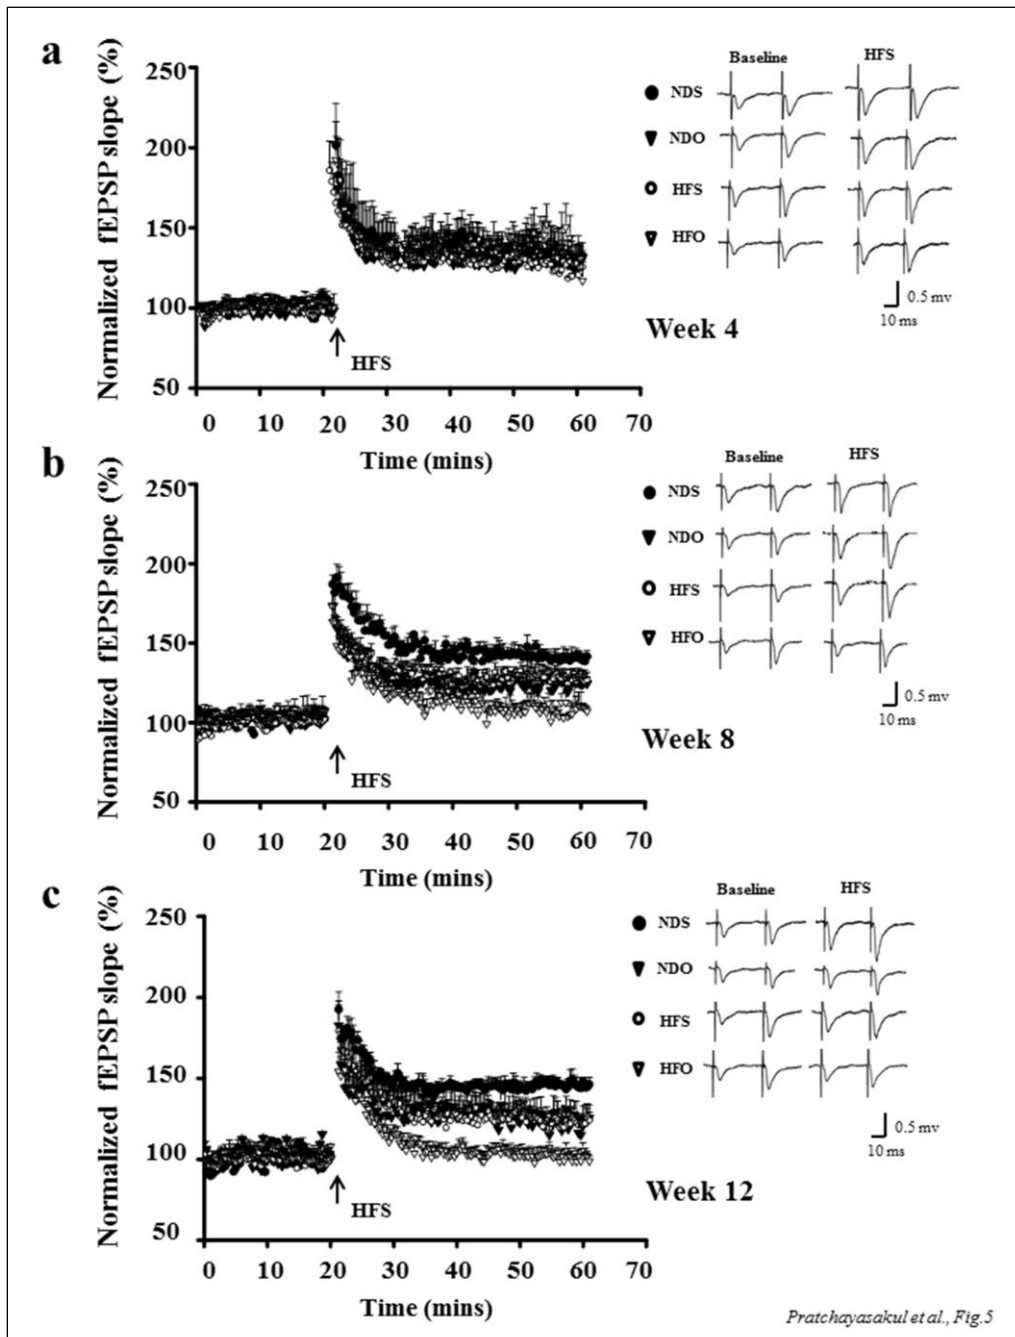 a
Normalized fEPSP slope (%)
250
200
150
100
50
0 10 20 30 40 50 60 70
Time (mins)
HFS
Baseline HFS
NDS
NDO
HFS
HFO
0.5 mv
10 ms
Week 4
b
Normalized fEPSP slope (%)
250
200
150
100
50
0 10 20 30 40 50 60 70
Time (mins)
HFS
Baseline HFS
NDS
NDO
HFS
HFO
0.5 mv
10 ms
Week 8
c
Normalized fEPSP slope (%)
250
200
150
100
50
0 10 20 30 40 50 60 70
Time (mins)
HFS
Baseline HFS
NDS
NDO
HFS
HFO
0.5 mv
10 ms
Week 12
Pratchayasakul et al., Fig.5